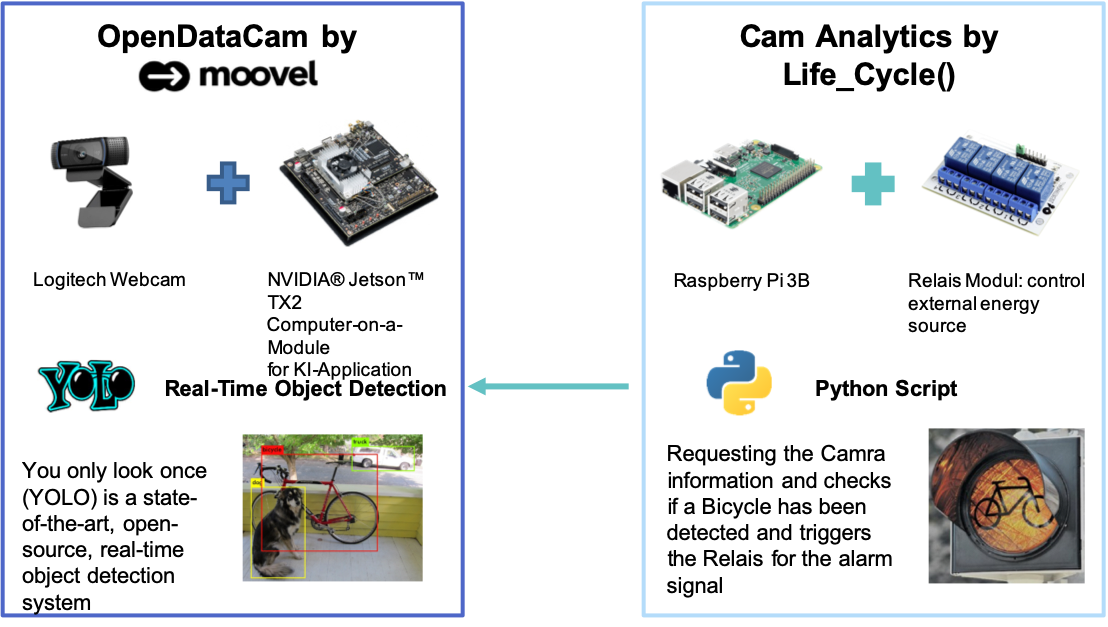 OpenDataCam by
moovel
Logitech Webcam
NVIDIA® Jetson™
TX2
Computer-on-a-
Module
for KI-Application
YOLO
Real-Time Object Detection
You only look once
(YOLO) is a state-
of-the-art, open-
source, real-time
object detection
system
bicycle
truck
dog
Cam Analytics by
Life_Cycle()
Raspberry Pi 3B
Relais Modul: control
external energy
source
Python Script
Requesting the Camra
information and checks
if a Bicycle has been
detected and triggers
the Relais for the alarm
signal